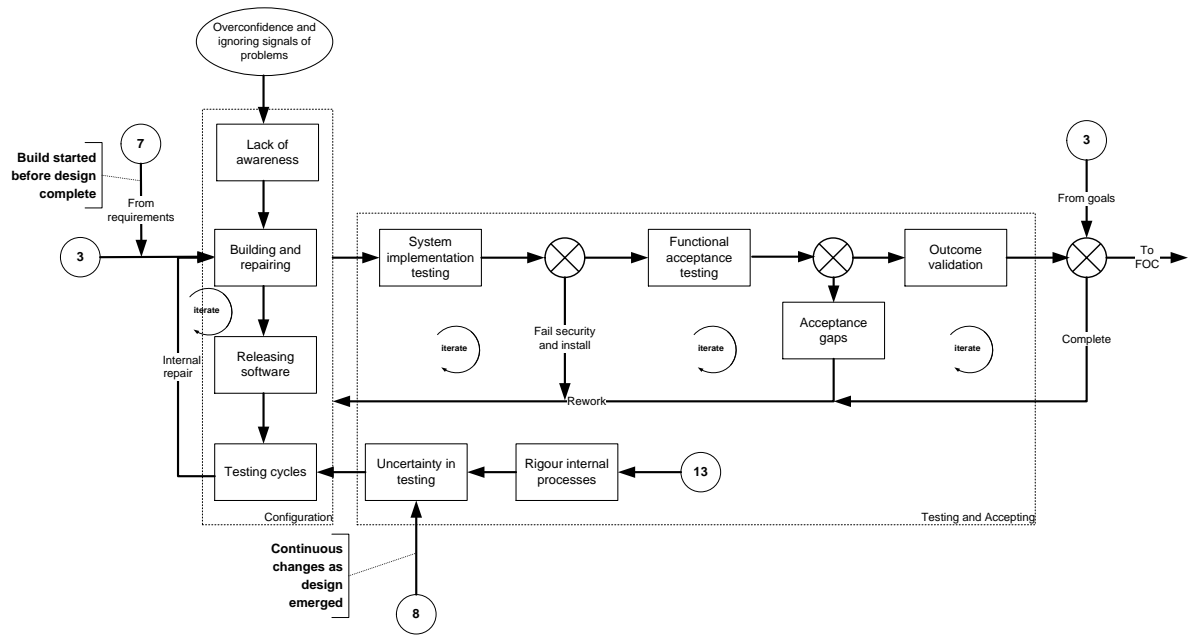 Overconfidence and
ignoring signals of
problems
7
Build started
before design
complete
Lack of
awareness
3
From
requirements
From goals
3
Building and
repairing
System
implementation
testing
Functional
acceptance
testing
Outcome
validation
To
FOC
iterate
Internal
repair
Releasing
software
iterate
Fail security
and install
iterate
Acceptance
gaps
iterate
Complete
Rework
Testing cycles
Uncertainty in
testing
Rigour internal
processes
13
Configuration
Testing and Accepting
Continuous
changes as
design
emerged
8